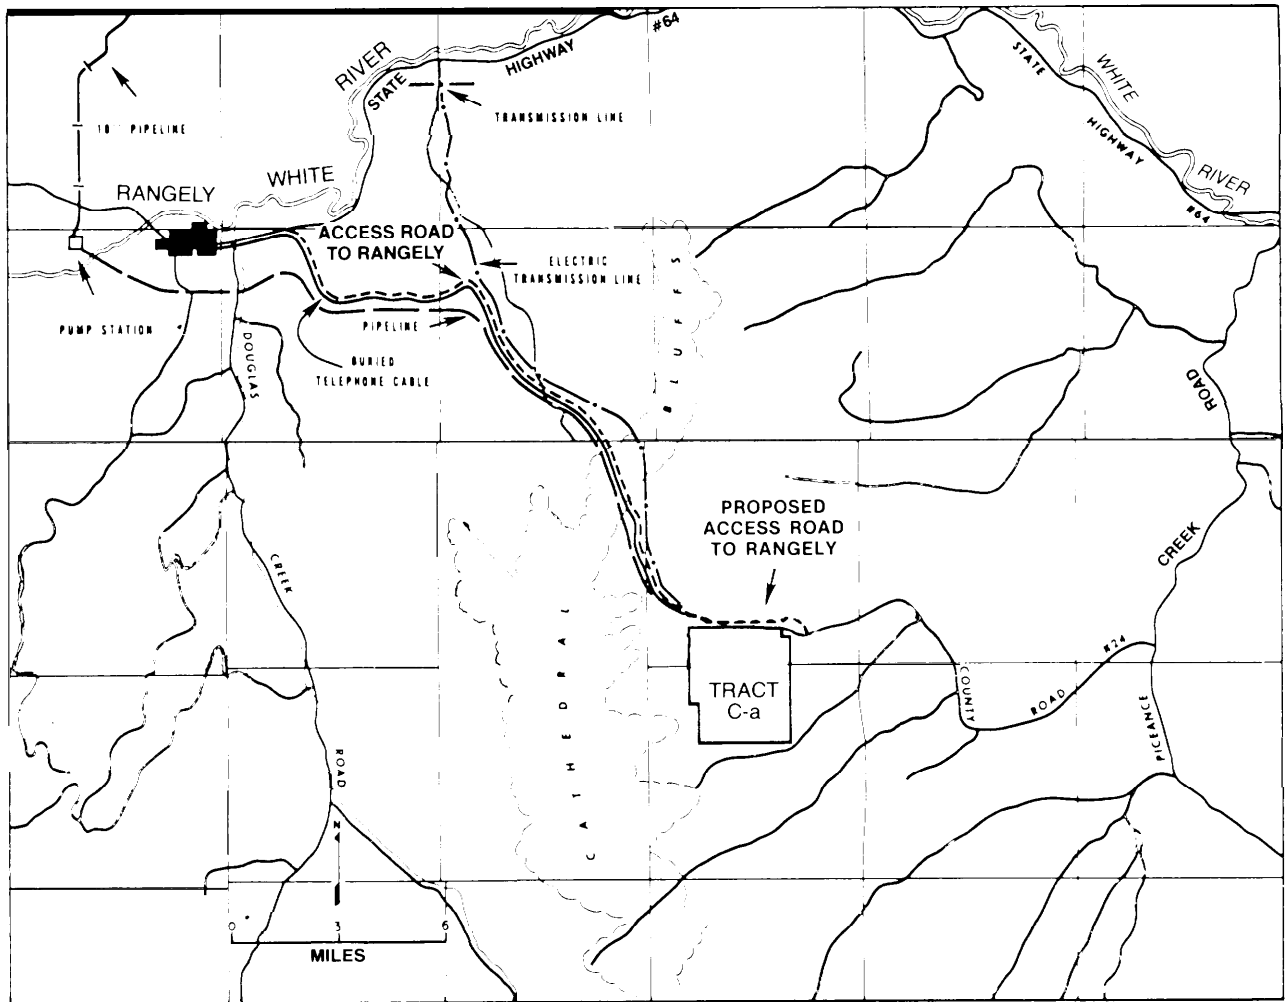 #64
RIVER
STATE
HIGHWAY
TRANSMISSION LINE
10" PIPELINE
RANGELY
WHITE
ACCESS ROAD
TO RANGELY
ELECTRIC
TRANSMISSION LINE
PUMP STATION
PIPELINE
BURIED
TELEPHONE CABLE
DOUGLAS
CREEK
ROAD
STATE
HIGHWAY
#64
WHITE
RIVER
CATHEDRAL
BLUFFS
PROPOSED
ACCESS ROAD
TO RANGELY
TRACT
C-a
COUNTY
ROAD
#24
PICEANCE
CREEK
ROAD
N
0 3 6
MILES